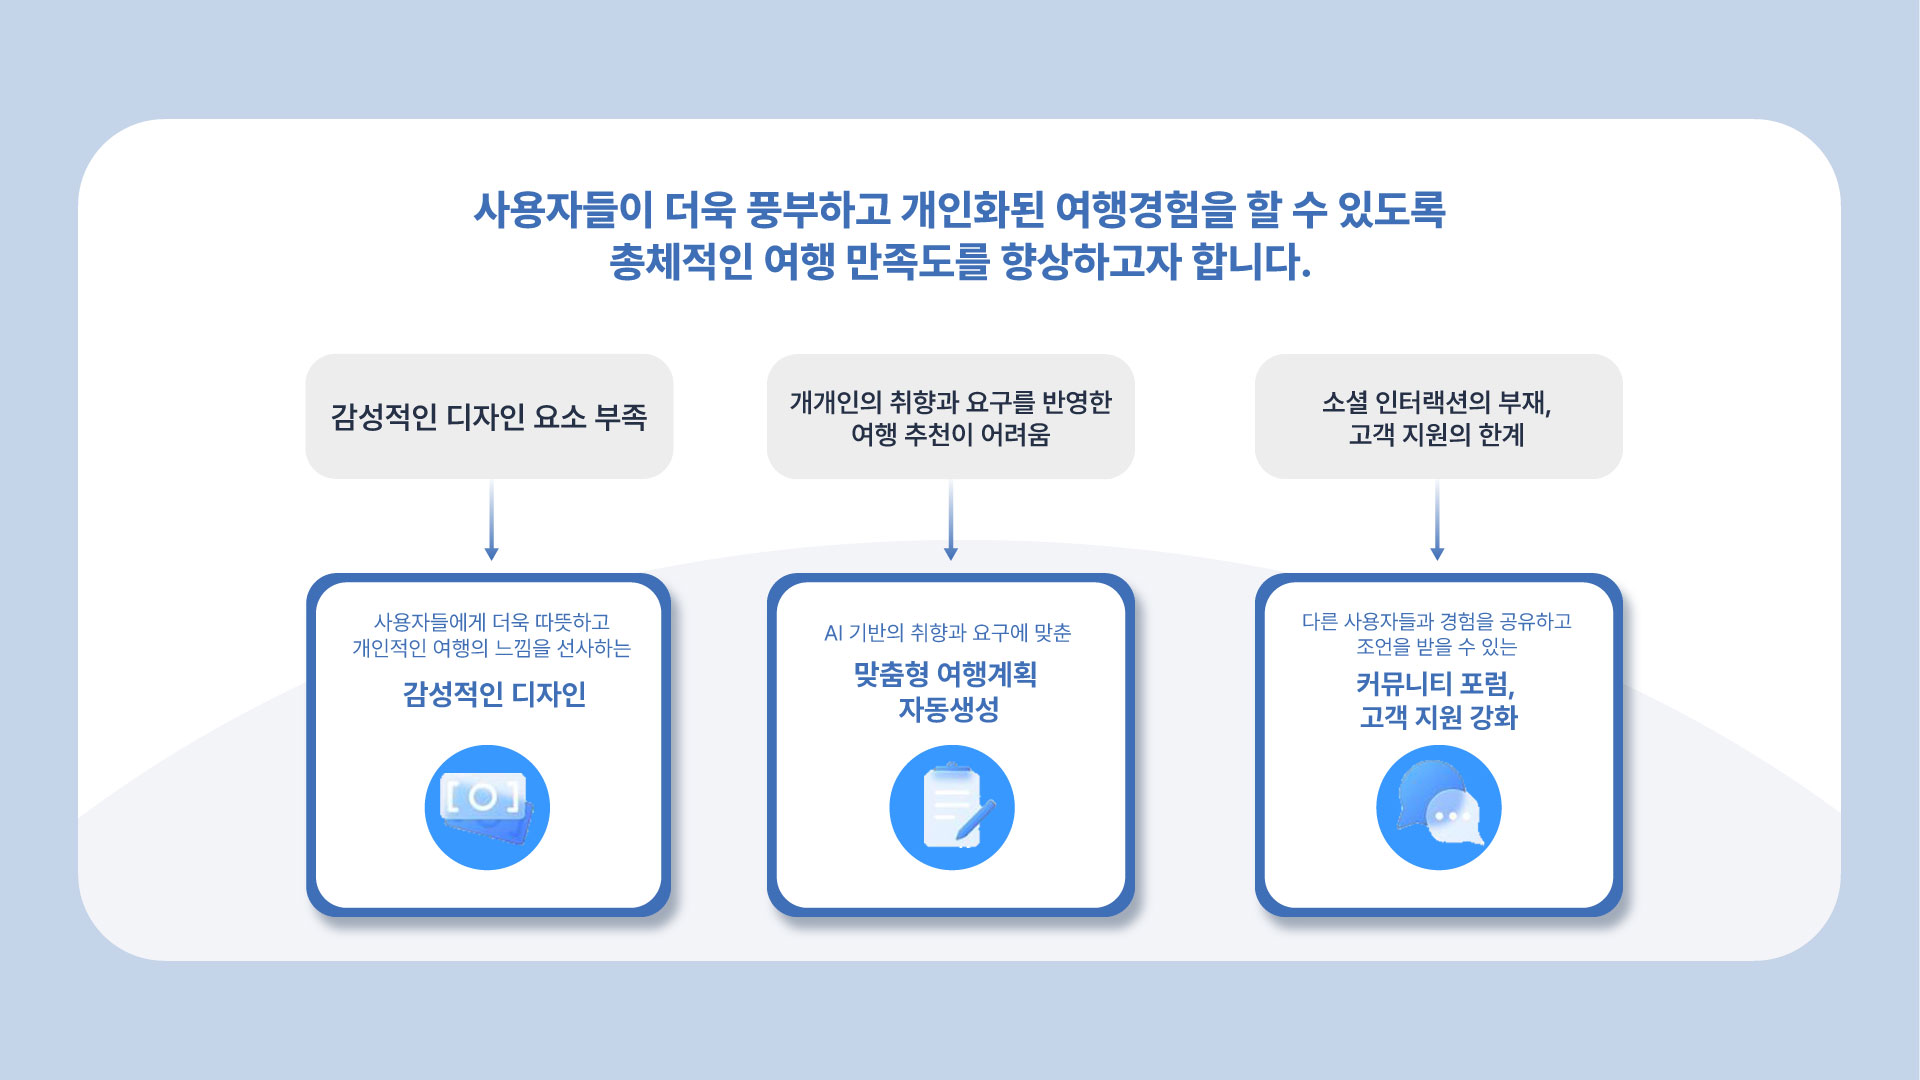 사용자들이 더욱 풍부하고 개인화된 여행경험을 할 수 있도록
총체적인 여행 만족도를 향상하고자 합니다.
감성적인 디자인 요소 부족
개개인의 취향과 요구를 반영한
여행 추천이 어려움
소셜 인터랙션의 부재,
고객 지원의 한계
사용자들에게 더욱 따뜻하고
개인적인 여행의 느낌을 선사하는
감성적인 디자인
AI 기반의 취향과 요구에 맞춘
맞춤형 여행계획
자동생성
다른 사용자들과 경험을 공유하고
조언을 받을 수 있는
커뮤니티 포럼,
고객 지원 강화